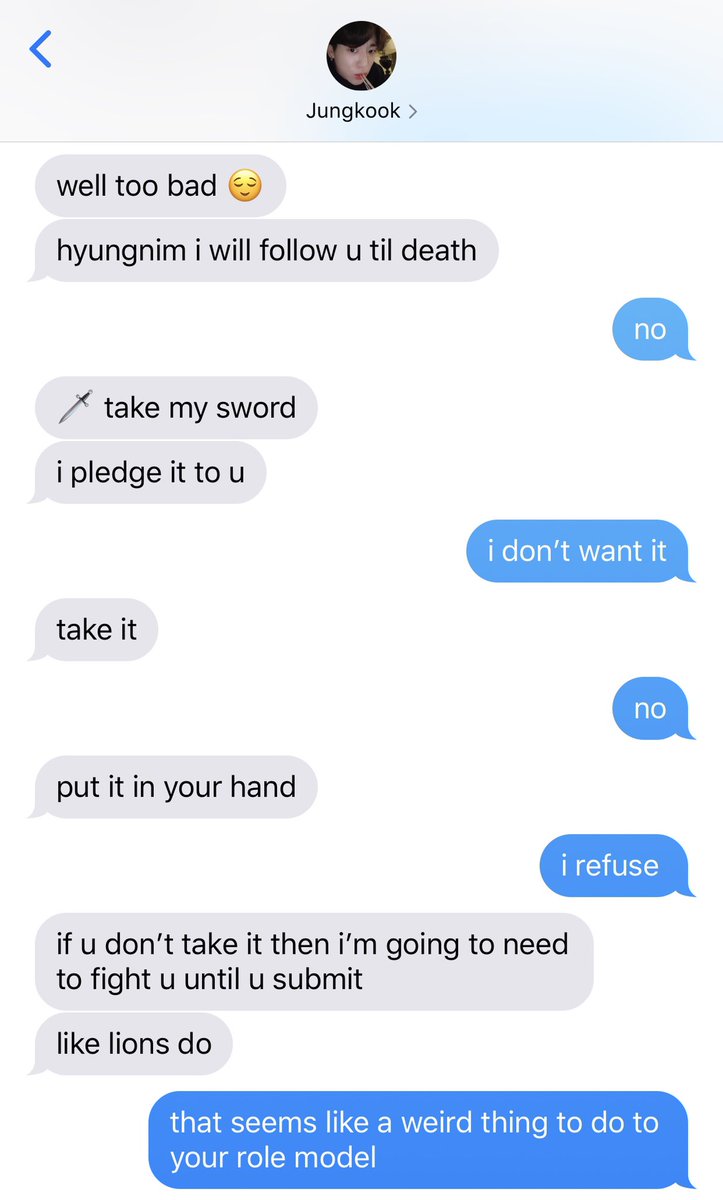 Jungkook
well too bad 😌
hyungnim i will follow u til death
no
🗡️ take my sword
i pledge it to u
i don’t want it
take it
no
put it in your hand
i refuse
if u don’t take it then i’m going to need
to fight u until u submit
like lions do
that seems like a weird thing to do to
your role model